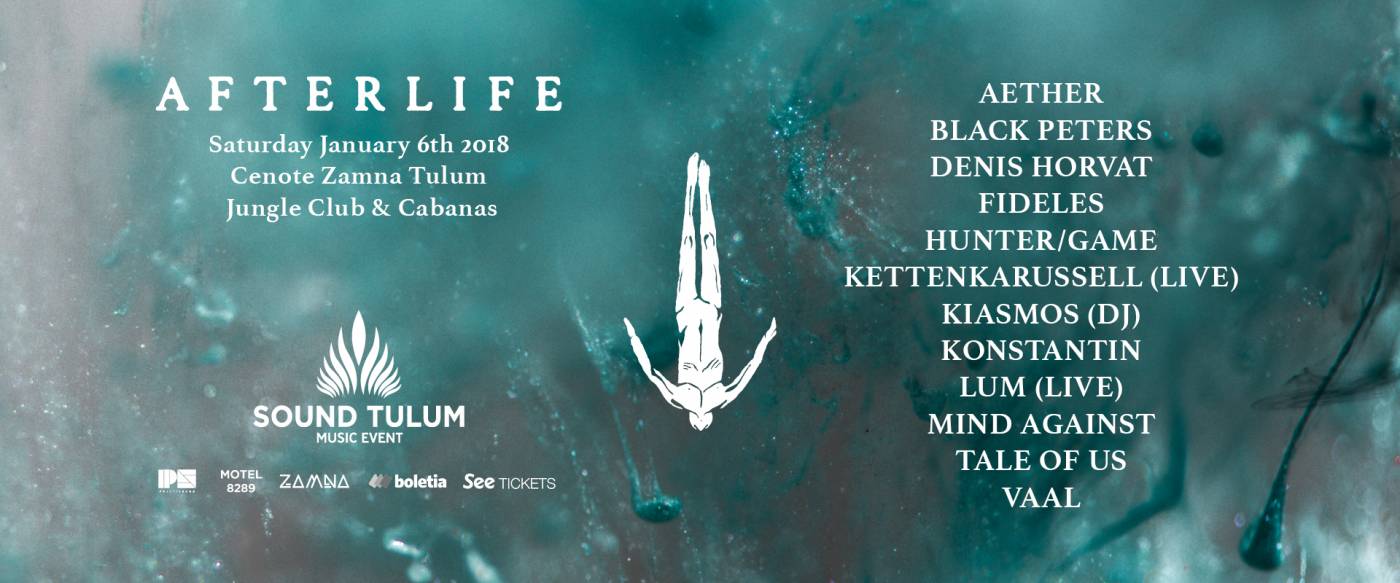 AFTERLIFE
Saturday January 6th 2018
Cenote Zamna Tulum
Jungle Club & Cabanas
SOUND TULUM
MUSIC EVENT
MOTEL
8289
ZAMNA
boletia
See TICKETS
AETHER
BLACK PETERS
DENIS HORVAT
FIDELES
HUNTER/GAME
KETTENKARUSSELL (LIVE)
KIASMOS (DJ)
KONSTANTIN
LUM (LIVE)
MIND AGAINST
TALE OF US
VAAL